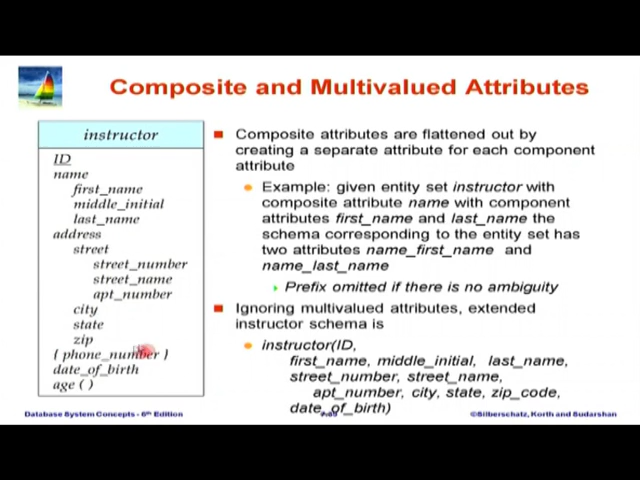 Composite and Multivalued Attributes
instructor
ID
name
first_name
middle_initial
last_name
address
street
street_number
street_name
apt_number
city
state
zip
{ phone_number }
date_of_birth
age ( )
Composite attributes are flattened out by
creating a separate attribute for each component
attribute
Example: given entity set instructor with
composite attribute name with component
attributes first_name and last_name the
schema corresponding to the entity set has
two attributes name_first_name and
name_last_name
Prefix omitted if there is no ambiguity
Ignoring multivalued attributes, extended
instructor schema is
instructor(ID,
first_name, middle_initial, last_name,
street_number, street_name,
apt_number, city, state, zip_code,
date_of_birth)
Database System Concepts - 6th Edition
©Silberschatz, Korth and Sudarshan